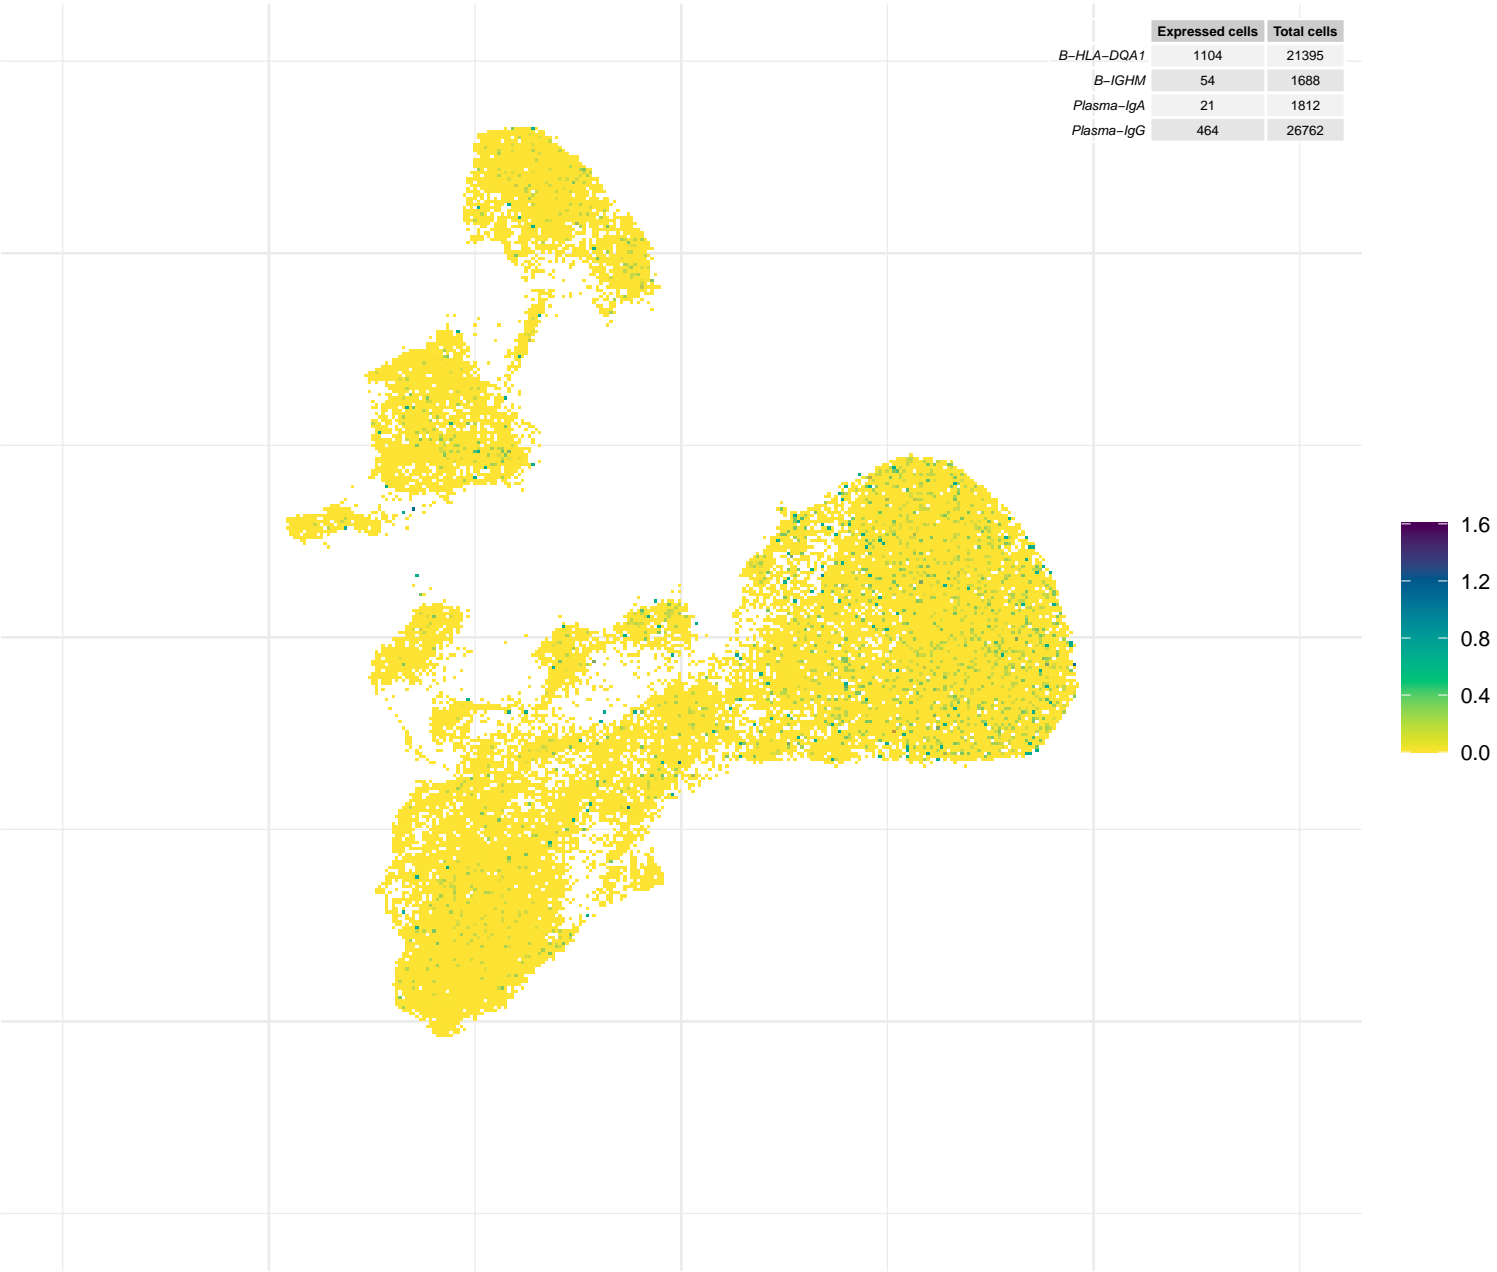 Expressed cells Total cells
B−HLA−DQA1 1104 21395
B−IGHM 54 1688
Plasma−IgA 21 1812
Plasma−IgG 464 26762
1.6
1.2
0.8
0.4
0.0